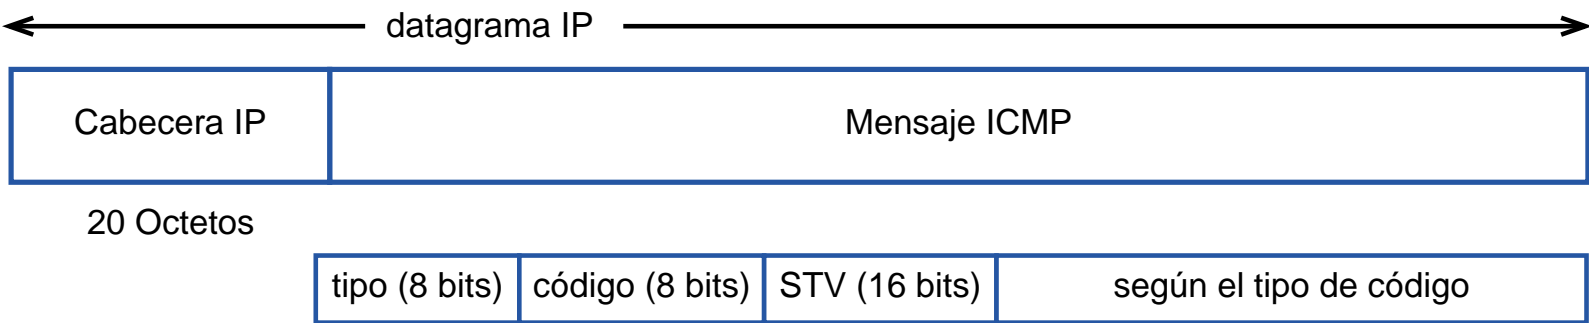 datagrama IP
Cabecera IP
Mensaje ICMP
20 Octetos
tipo (8 bits)
código (8 bits)
STV (16 bits)
según el tipo de código